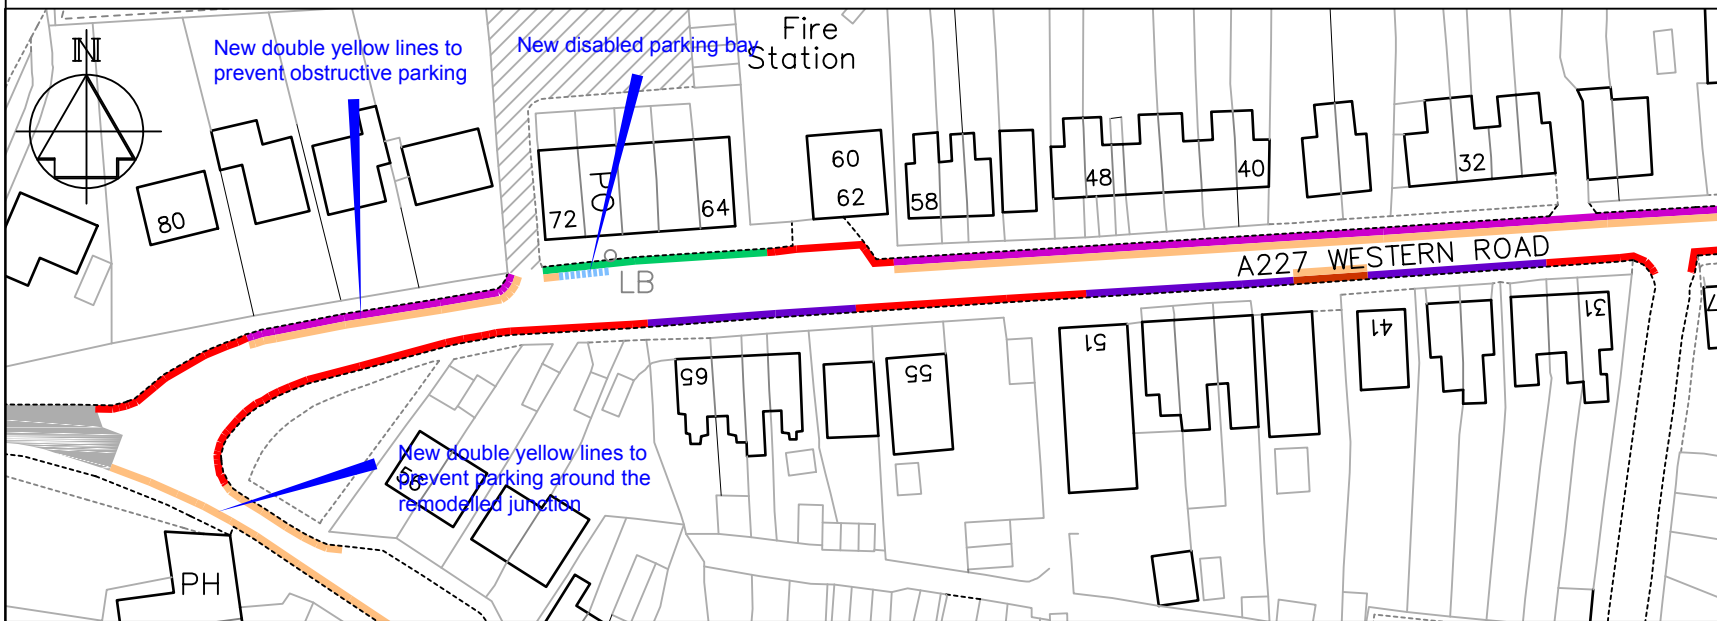 N
New double yellow lines to
prevent obstructive parking
New disabled parking bay
Fire
Station
80
72
PO
64
60
62
58
48
40
32
LB
A227 WESTERN ROAD
65
55
51
41
31
7
56
New double yellow lines to
prevent parking around the
remodelled junction
PH